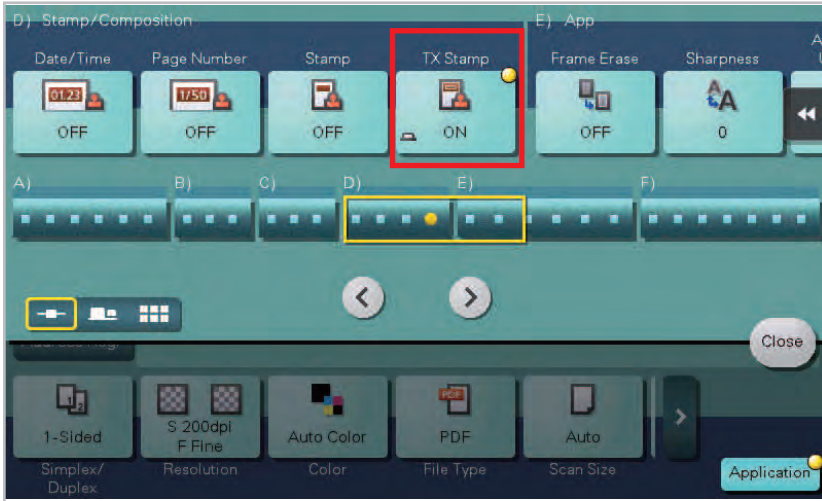 D) Stamp/Composition
E) App
Date/Time
Page Number
Stamp
TX Stamp
Frame Erase
Sharpness
01.23
1/50
OFF
OFF
OFF
ON
OFF
0
A)
B)
C)
D)
E)
F)
Close
1-Sided
S 200dpi
F Fine
Auto Color
PDF
PDF
Auto
Simplex/
Duplex
Resolution
Color
File Type
Scan Size
Application